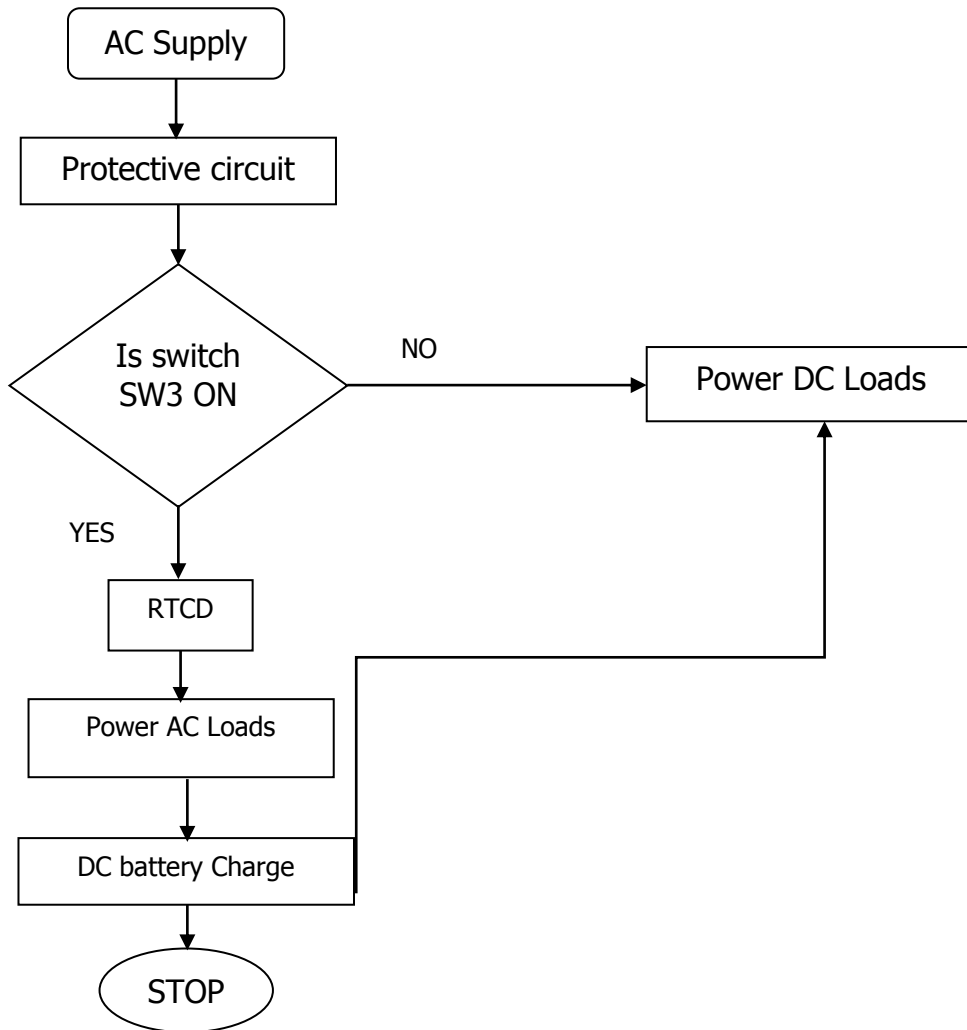 AC Supply
Protective circuit
Is switch
SW3 ON
NO
Power DC Loads
YES
RTCD
Power AC Loads
DC battery Charge
STOP